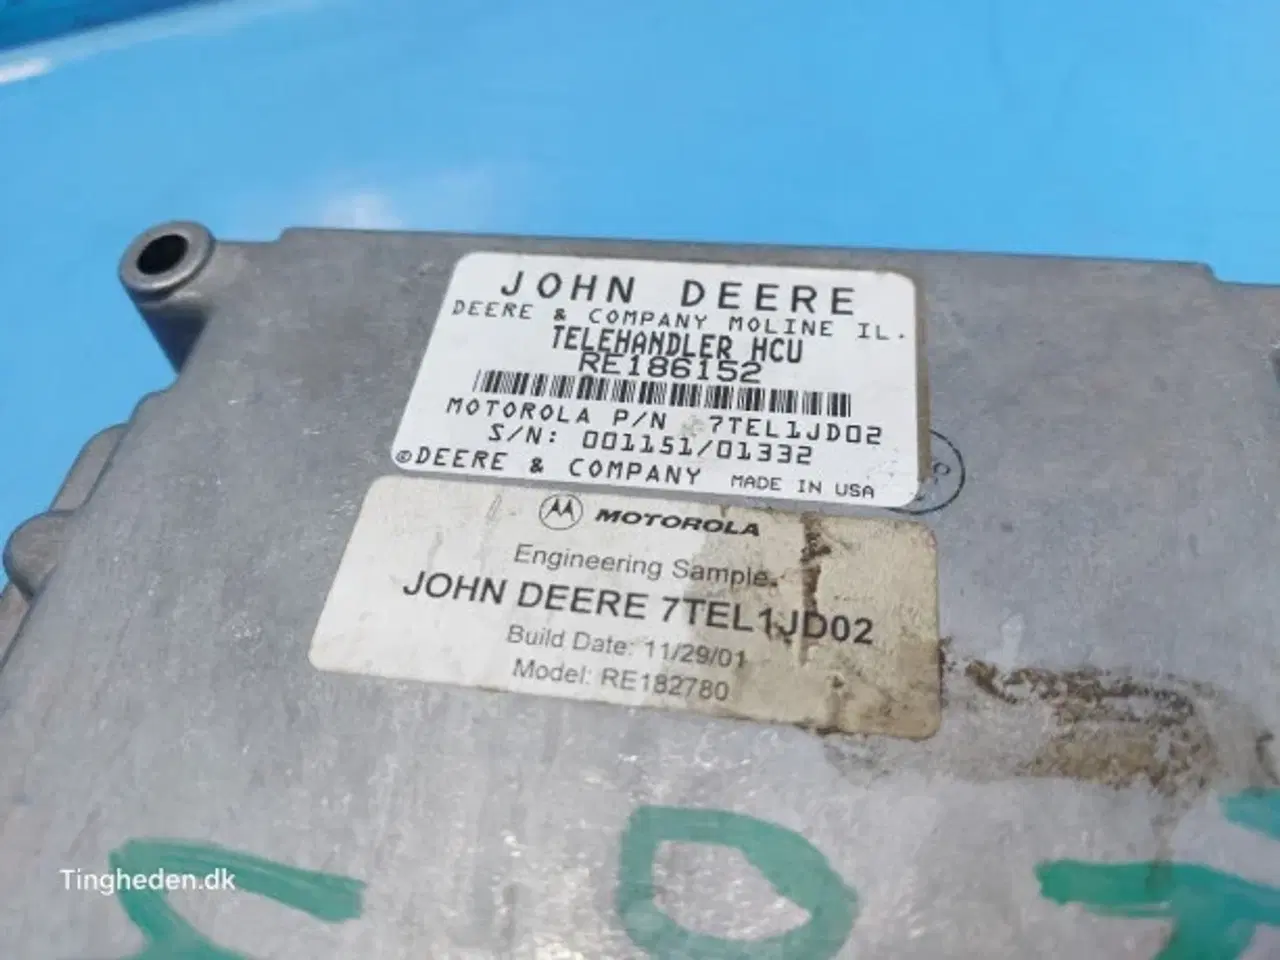 JOHN DEERE
DEERE & COMPANY MOLINE IL.
TELEHANDLER HCU
RE186152
MOTOROLA P/N 7TEL1JD02
S/N: 001151/01332
©DEERE & COMPANY MADE IN USA
MOTOROLA
Engineering Sample
JOHN DEERE 7TEL1JD02
Build Date: 11/29/01
Model: RE182780
Tingheden.dk